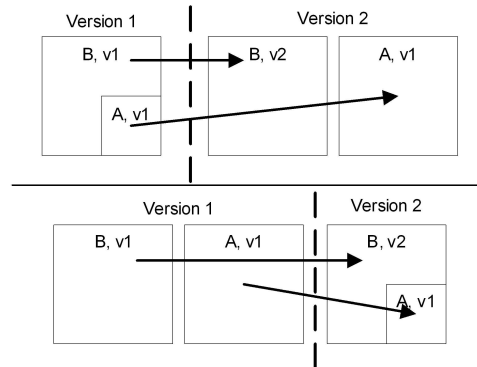 Version 1 Version 2
B, v1 B, v2 A, v1
A, v1
Version 1 Version 2
B, v1 A, v1 B, v2
A, v1